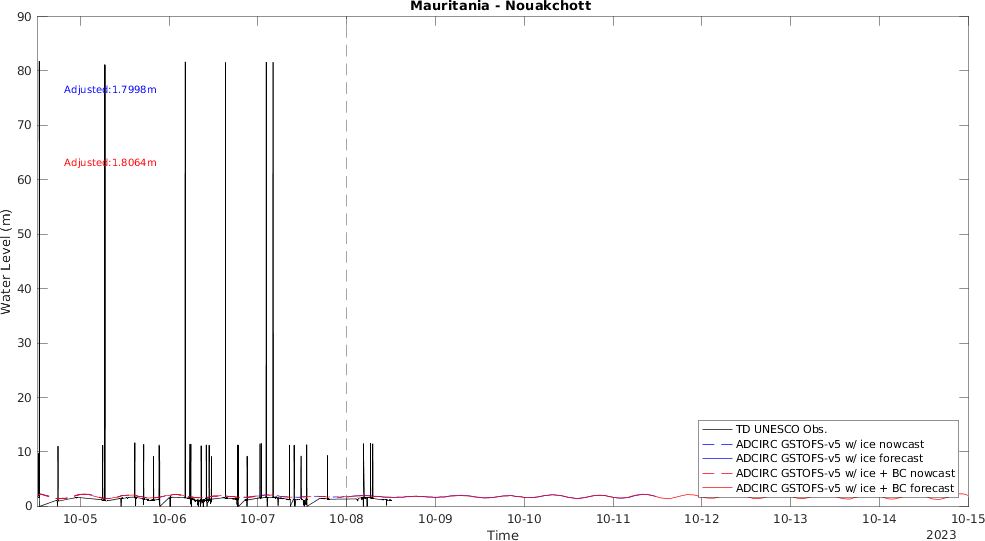 Mauritania - Nouakchott
90
80
70
60
50
40
30
20
10
0
Water Level (m)
Adjusted:1.7998m
Adjusted:1.8064m
TD UNESCO Obs.
ADCIRC GSTOFS-v5 w/ ice nowcast
ADCIRC GSTOFS-v5 w/ ice forecast
ADCIRC GSTOFS-v5 w/ ice + BC nowcast
ADCIRC GSTOFS-v5 w/ ice + BC forecast
10-05 10-06 10-07 10-08 10-09 10-10 10-11 10-12 10-13 10-14 10-15
Time
2023